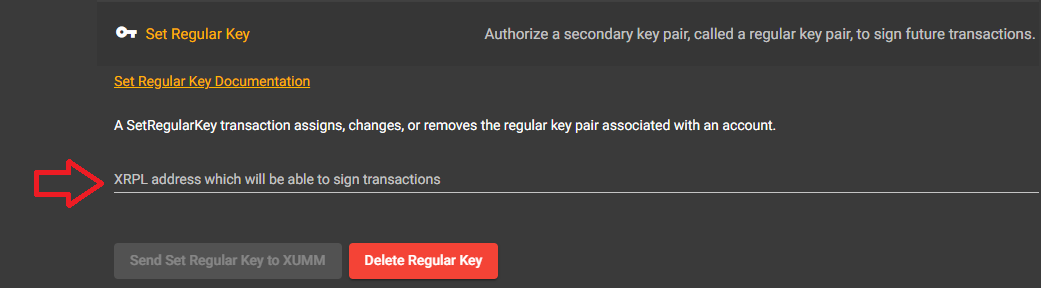 Set Regular Key Authorize a secondary key pair, called a regular key pair, to sign future transactions.
Set Regular Key Documentation
A SetRegularKey transaction assigns, changes, or removes the regular key pair associated with an account.
XRPL address which will be able to sign transactions
Send Set Regular Key to XUMM Delete Regular Key